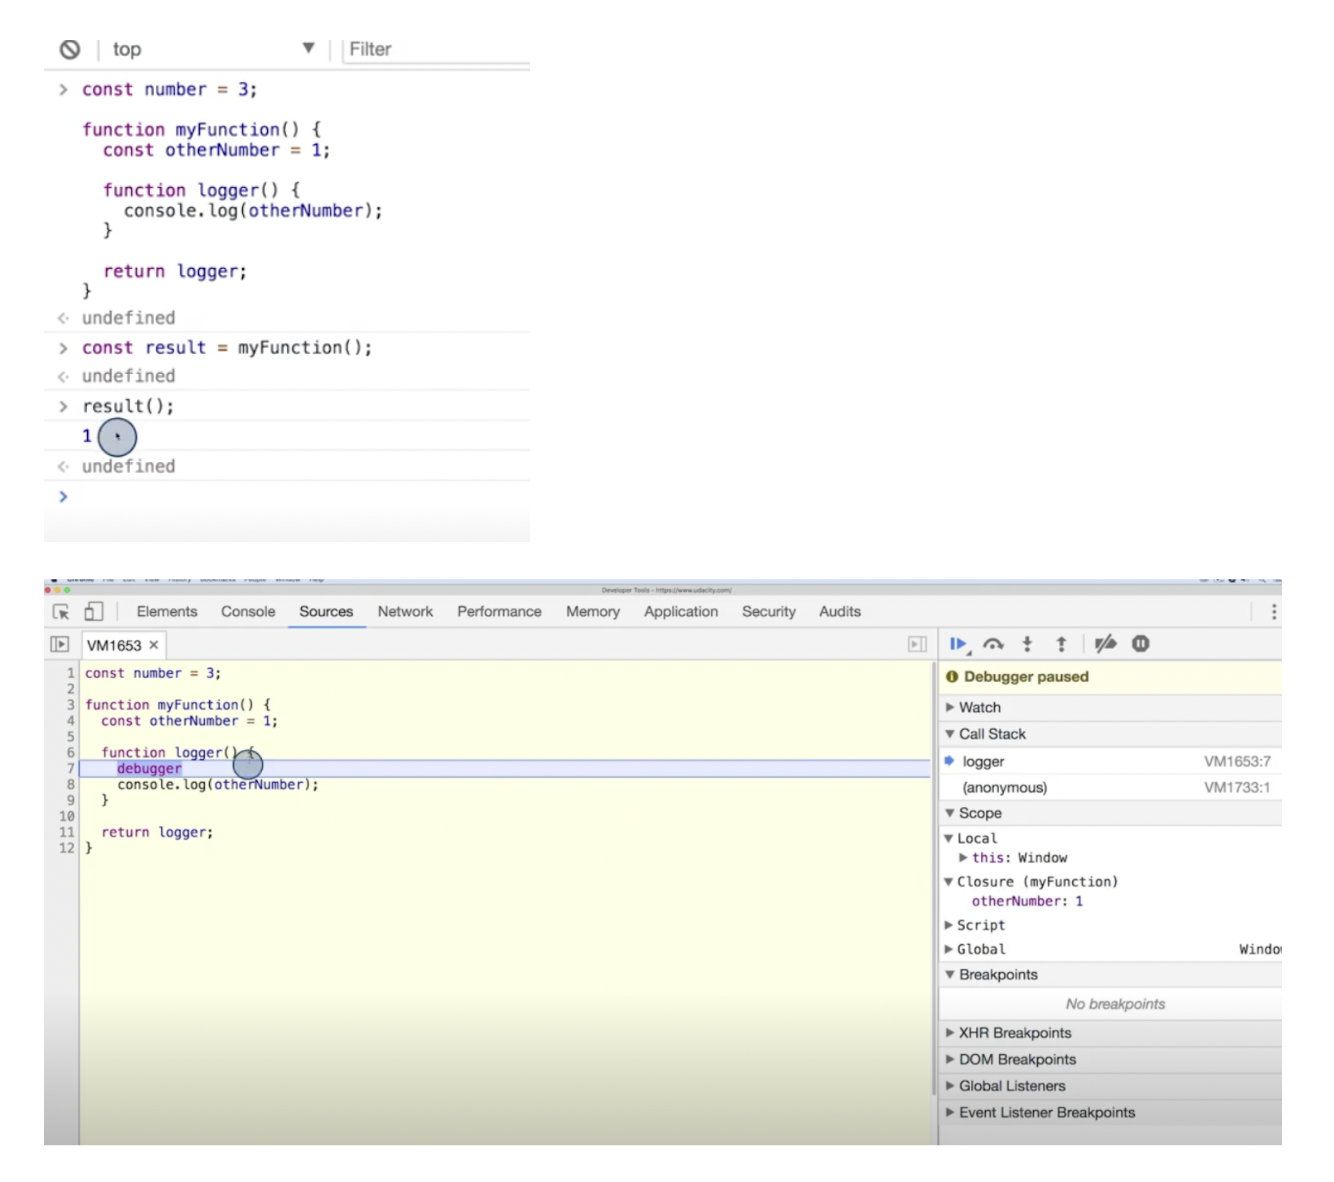 top ▼ Filter
> const number = 3;
function myFunction() {
const otherNumber = 1;
function logger() {
console.log(otherNumber);
}
return logger;
}
undefined
> const result = myFunction();
undefined
> result();
1
undefined
>
Developer Tools - https://www.udacity.com/
Elements Console Sources Network Performance Memory Application Security Audits
VM1653 ×
1 const number = 3;
2
3 function myFunction() {
4 const otherNumber = 1;
5
6 function logger() {
7 debugger
8 console.log(otherNumber);
9 }
10
11 return logger;
12 }
Debugger paused
Watch
Call Stack
logger VM1653:7
(anonymous) VM1733:1
Scope
Local
this: Window
Closure (myFunction)
otherNumber: 1
Script
Global Windo
Breakpoints
No breakpoints
XHR Breakpoints
DOM Breakpoints
Global Listeners
Event Listener Breakpoints